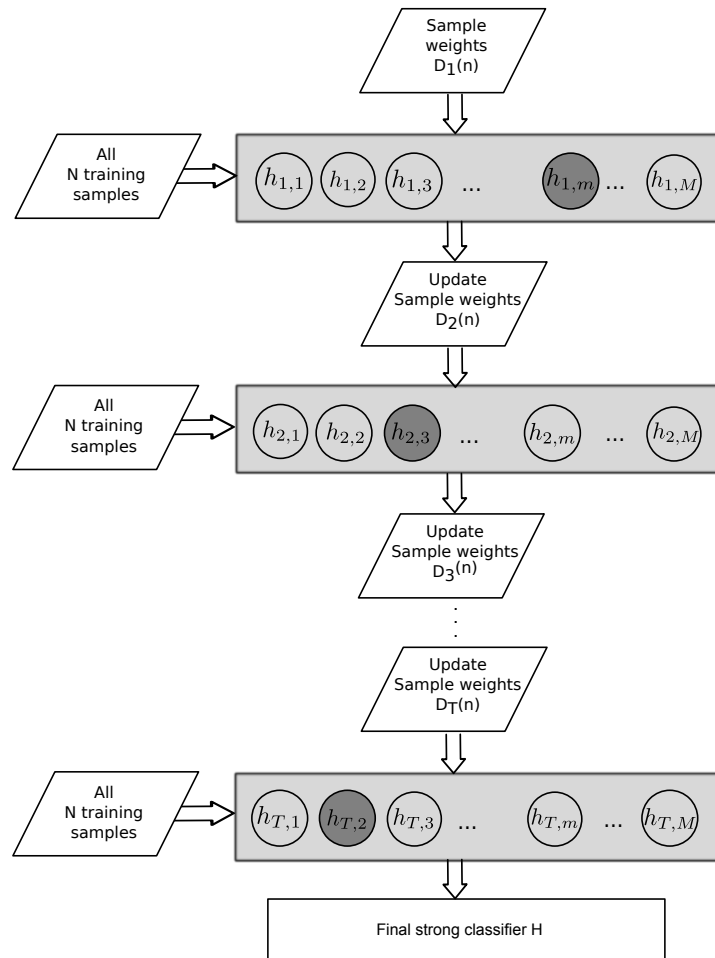 Sample
weights
D1(n)
All
N training
samples
h1,1 h1,2 h1,3 ... h1,m ... h1,M
Update
Sample weights
D2(n)
All
N training
samples
h2,1 h2,2 h2,3 ... h2,m ... h2,M
Update
Sample weights
D3(n)
Update
Sample weights
DT(n)
All
N training
samples
hT,1 hT,2 hT,3 ... hT,m ... hT,M
Final strong classifier H